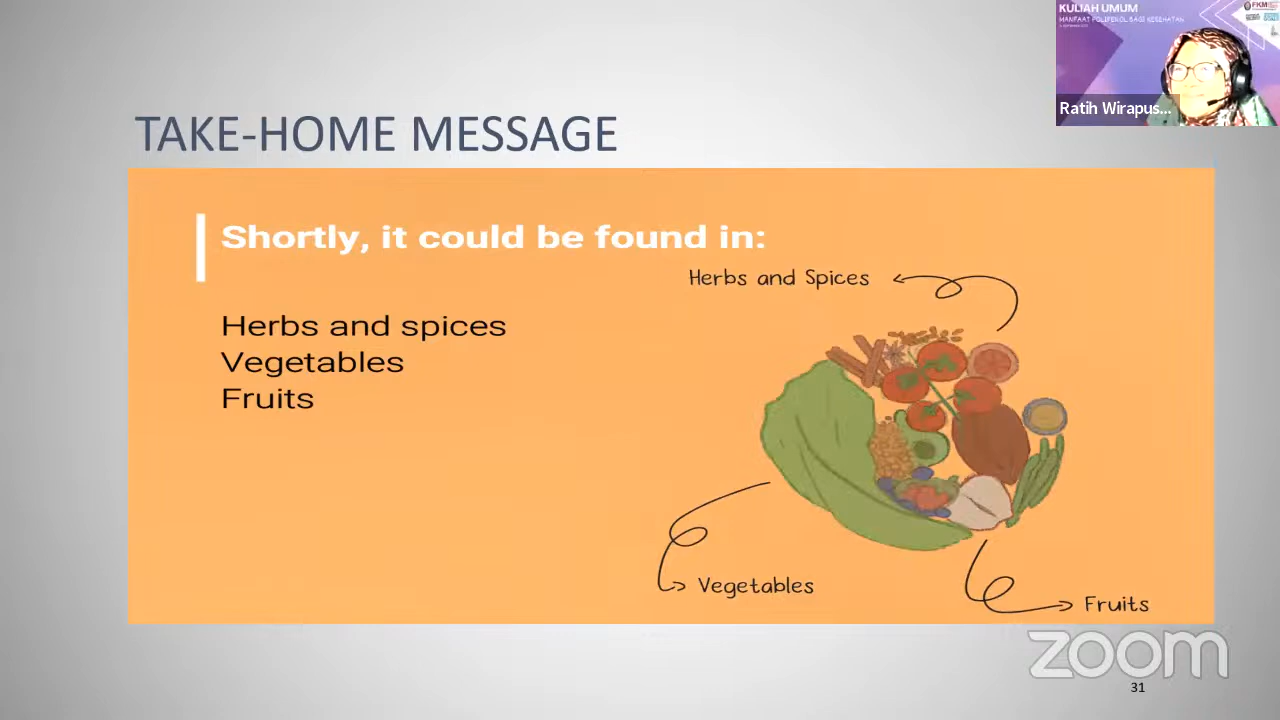 KULIAH UMUM
MANFAAT POLIFENOL BAGI KESEHATAN
FKM
Ratih Wirapus...
TAKE-HOME MESSAGE
Shortly, it could be found in:
Herbs and Spices
Herbs and spices
Vegetables
Fruits
Vegetables
Fruits
zoom
31